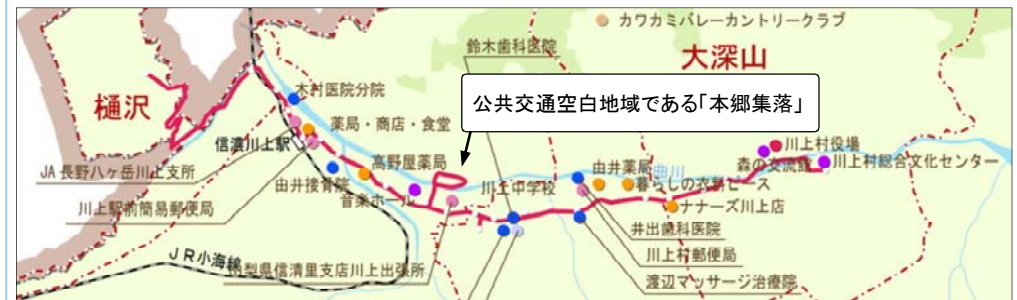 カワカミバレーカントリークラブ
鈴木歯科医院
大深山
木村医院分院
公共交通空白地域である「本郷集落」
樋沢
薬局・商店・食堂
信濃川上駅
川上村役場
高野屋薬局
森の交流館
川上村総合文化センター
JA長野八ヶ岳川上支所
由井薬局
由井接骨院
川上中学校
暮らしの衣料ピース
音楽ホール
川上駅前簡易郵便局
ナナーズ川上店
井出歯科医院
JR小海線
川上村郵便局
梨県信清里支店川上出張所
渡辺マッサージ治療院